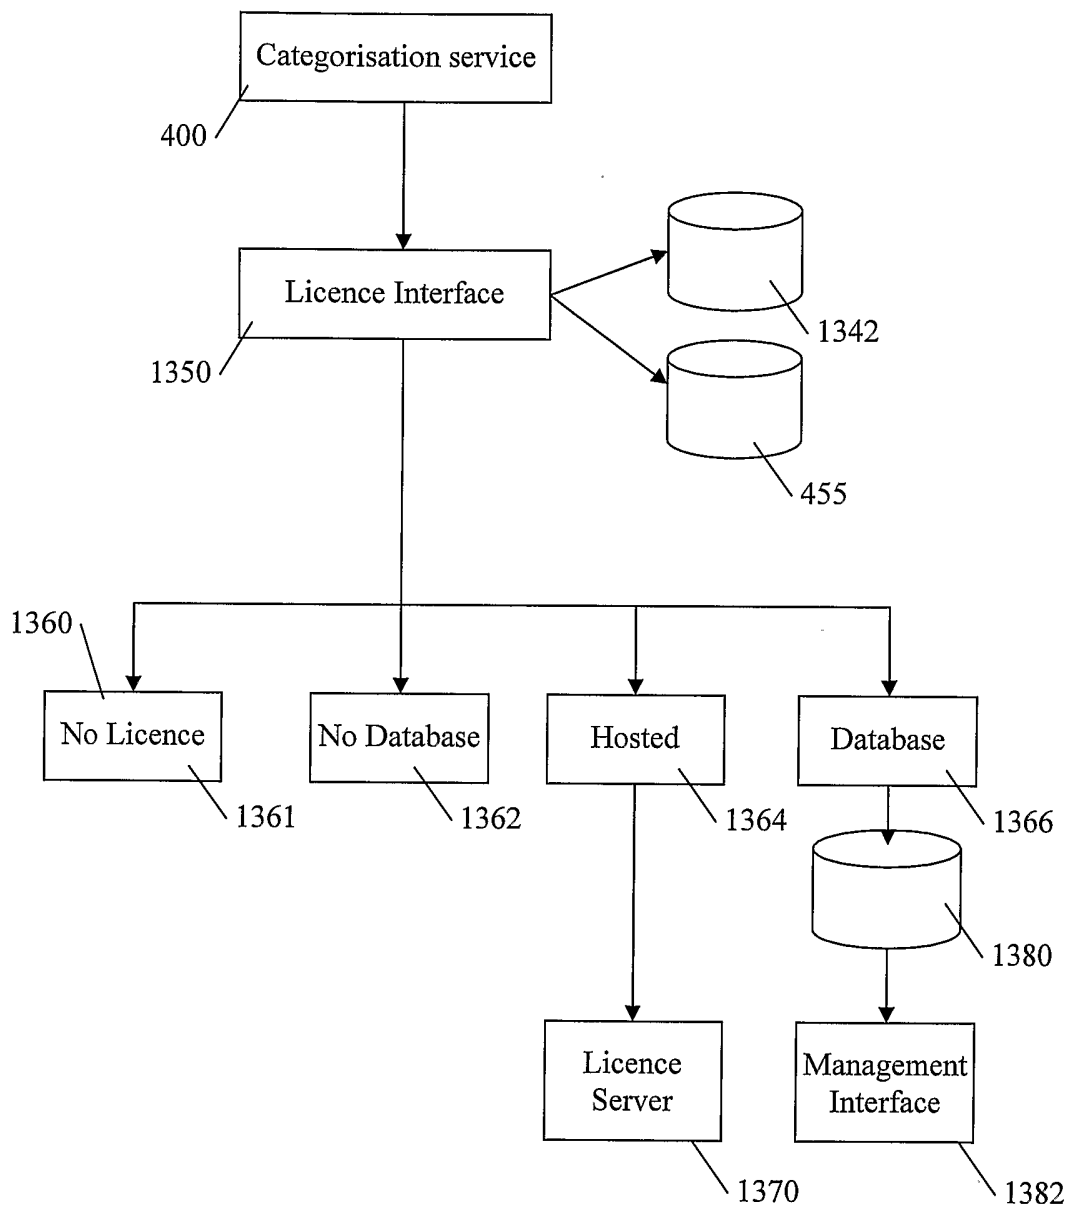 Categorisation service
400
Licence Interface
1342
1350
455
1360
No Licence
No Database
Hosted
Database
1361
1362
1364
1366
1380
Licence
Server
Management
Interface
1370
1382